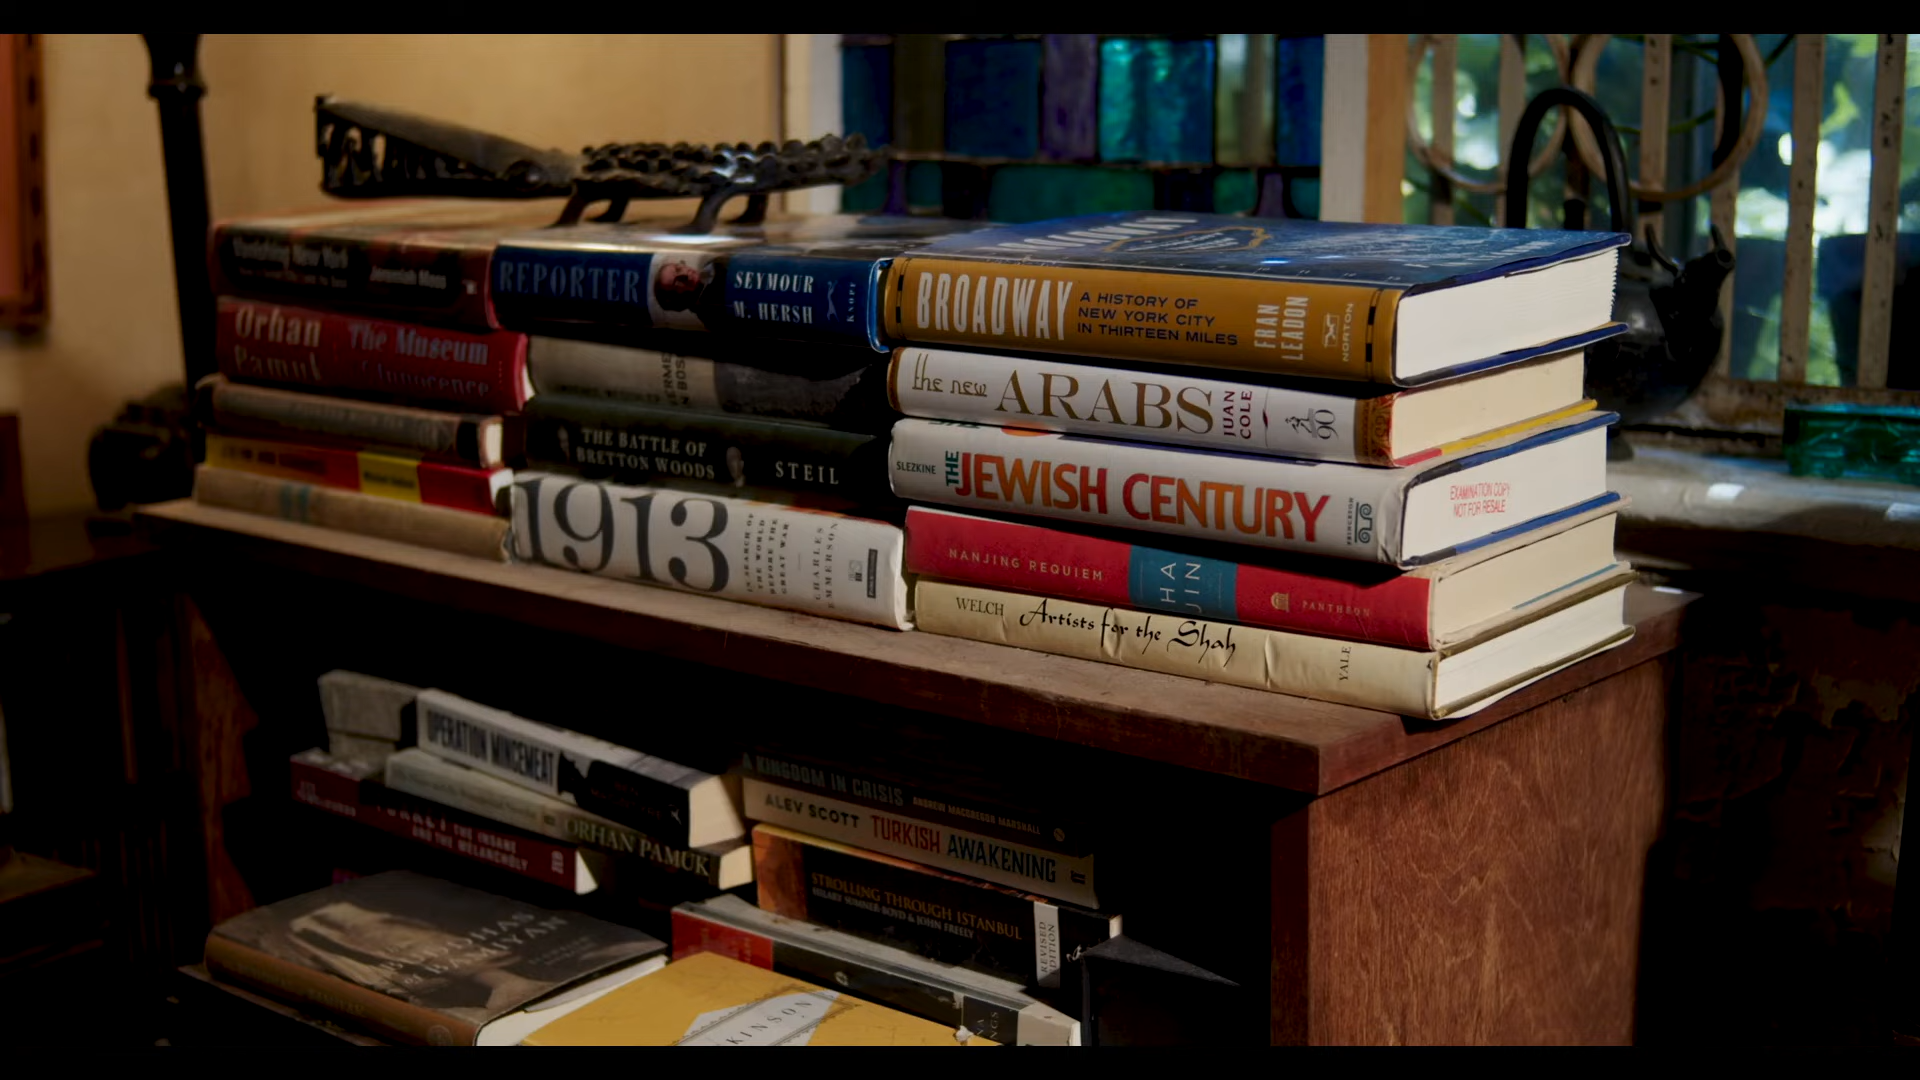 Vanishing New York
Jeremiah Moss
Orhan
Pamuk
The Museum
of Innocence
REPORTER
SEYMOUR
M. HERSH
KNOPF
THE BATTLE OF
BRETTON WOODS
STEIL
1913
IN SEARCH OF
THE WORLD
BEFORE THE
GREAT WAR
CHARLES
EMMERSON
BROADWAY
A HISTORY OF
NEW YORK CITY
IN THIRTEEN MILES
FRAN
LEADON
NORTON
the new
ARABS
JUAN
COLE
SLEZKINE
THE
JEWISH CENTURY
PRINCETON
EXAMINATION COPY
NOT FOR RESALE
NANJING REQUIEM
HA
JIN
PANTHEON
WELCH
Artists for the Shah
YALE
OPERATION MINCEMEAT
ORHAN PAMUK
THE INSANE
AND THE MELANCHOLY
A KINGDOM IN CRISIS
ANDREW MACGREGOR MARSHALL
ALEV SCOTT
TURKISH AWAKENING
STROLLING THROUGH ISTANBUL
HILARY SUMNER-BOYD & JOHN FREELY
REVISED
EDITION
BUDDHAS
OF BAMIYAN
KINSON